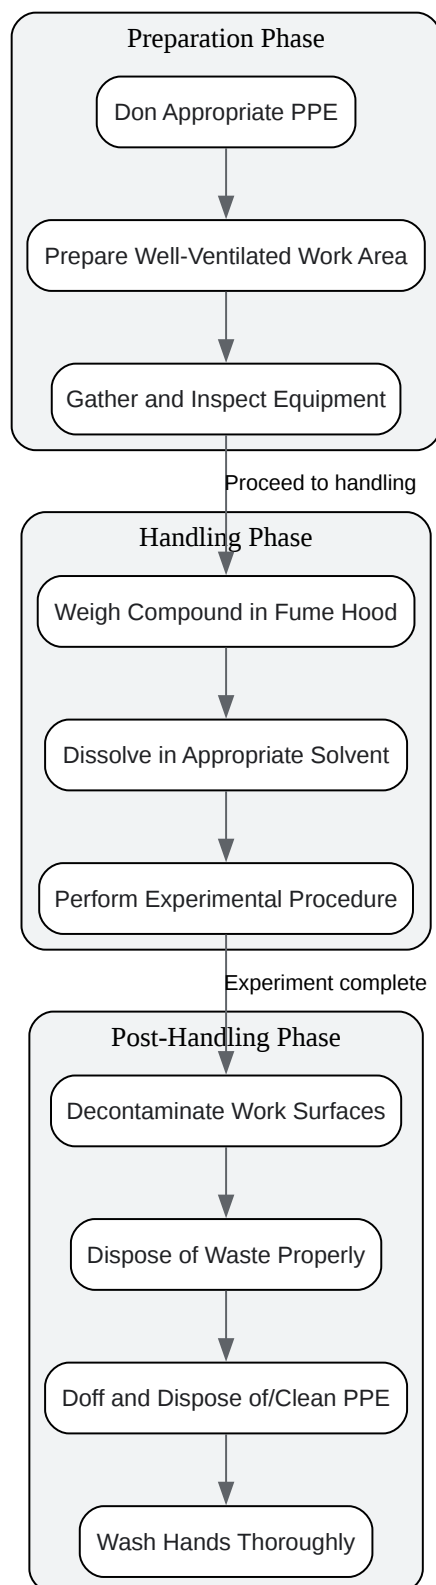 Preparation Phase
Don Appropriate PPE
Prepare Well-Ventilated Work Area
Gather and Inspect Equipment
Proceed to handling
Handling Phase
Weigh Compound in Fume Hood
Dissolve in Appropriate Solvent
Perform Experimental Procedure
Experiment complete
Post-Handling Phase
Decontaminate Work Surfaces
Dispose of Waste Properly
Doff and Dispose of/Clean PPE
Wash Hands Thoroughly